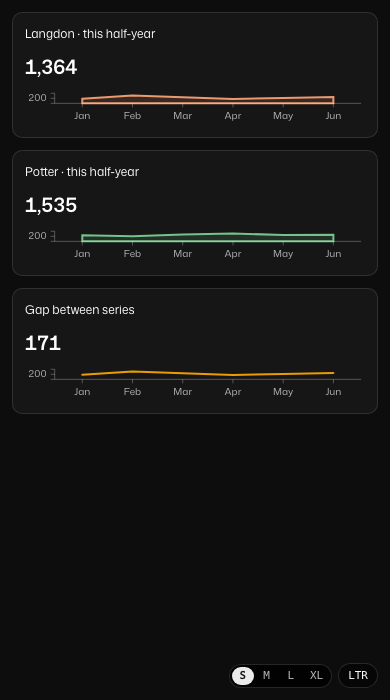 Langdon · this half-year
1,364
200
Jan Feb Mar Apr May Jun
Potter · this half-year
1,535
200
Jan Feb Mar Apr May Jun
Gap between series
171
200
Jan Feb Mar Apr May Jun
S M L XL LTR